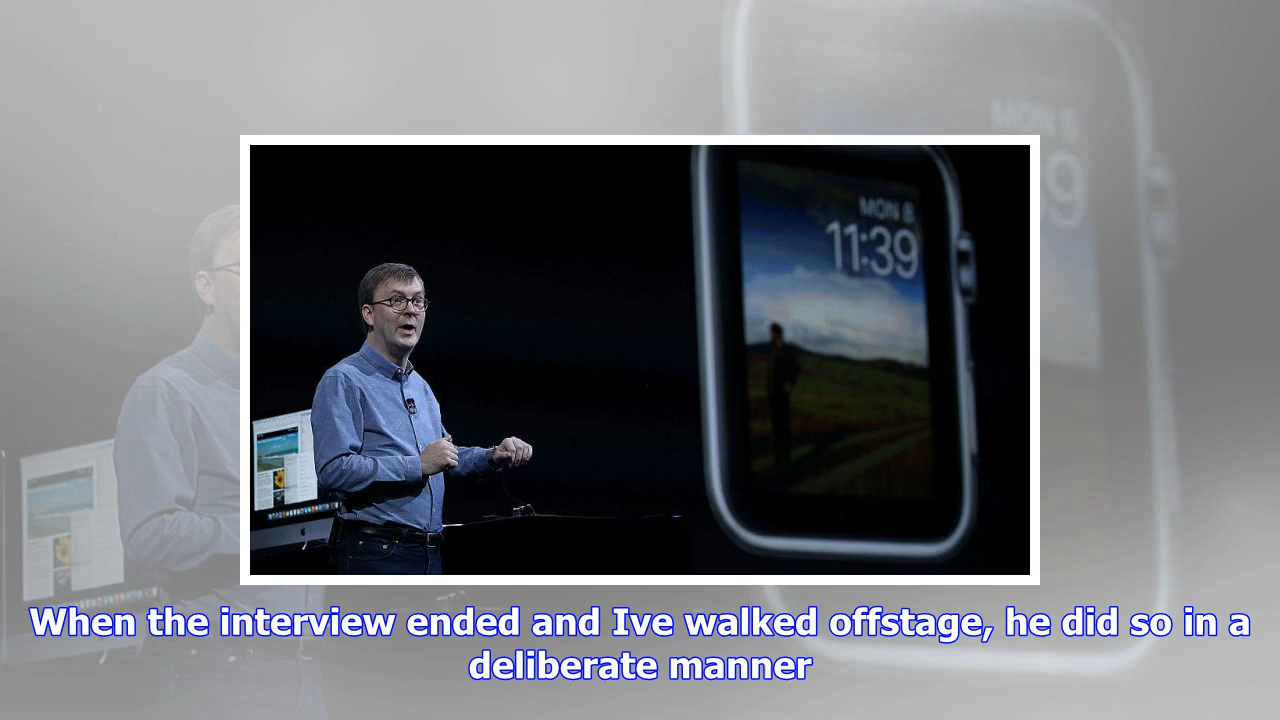 MON 8
11:39
When the interview ended and Ive walked offstage, he did so in a
deliberate manner